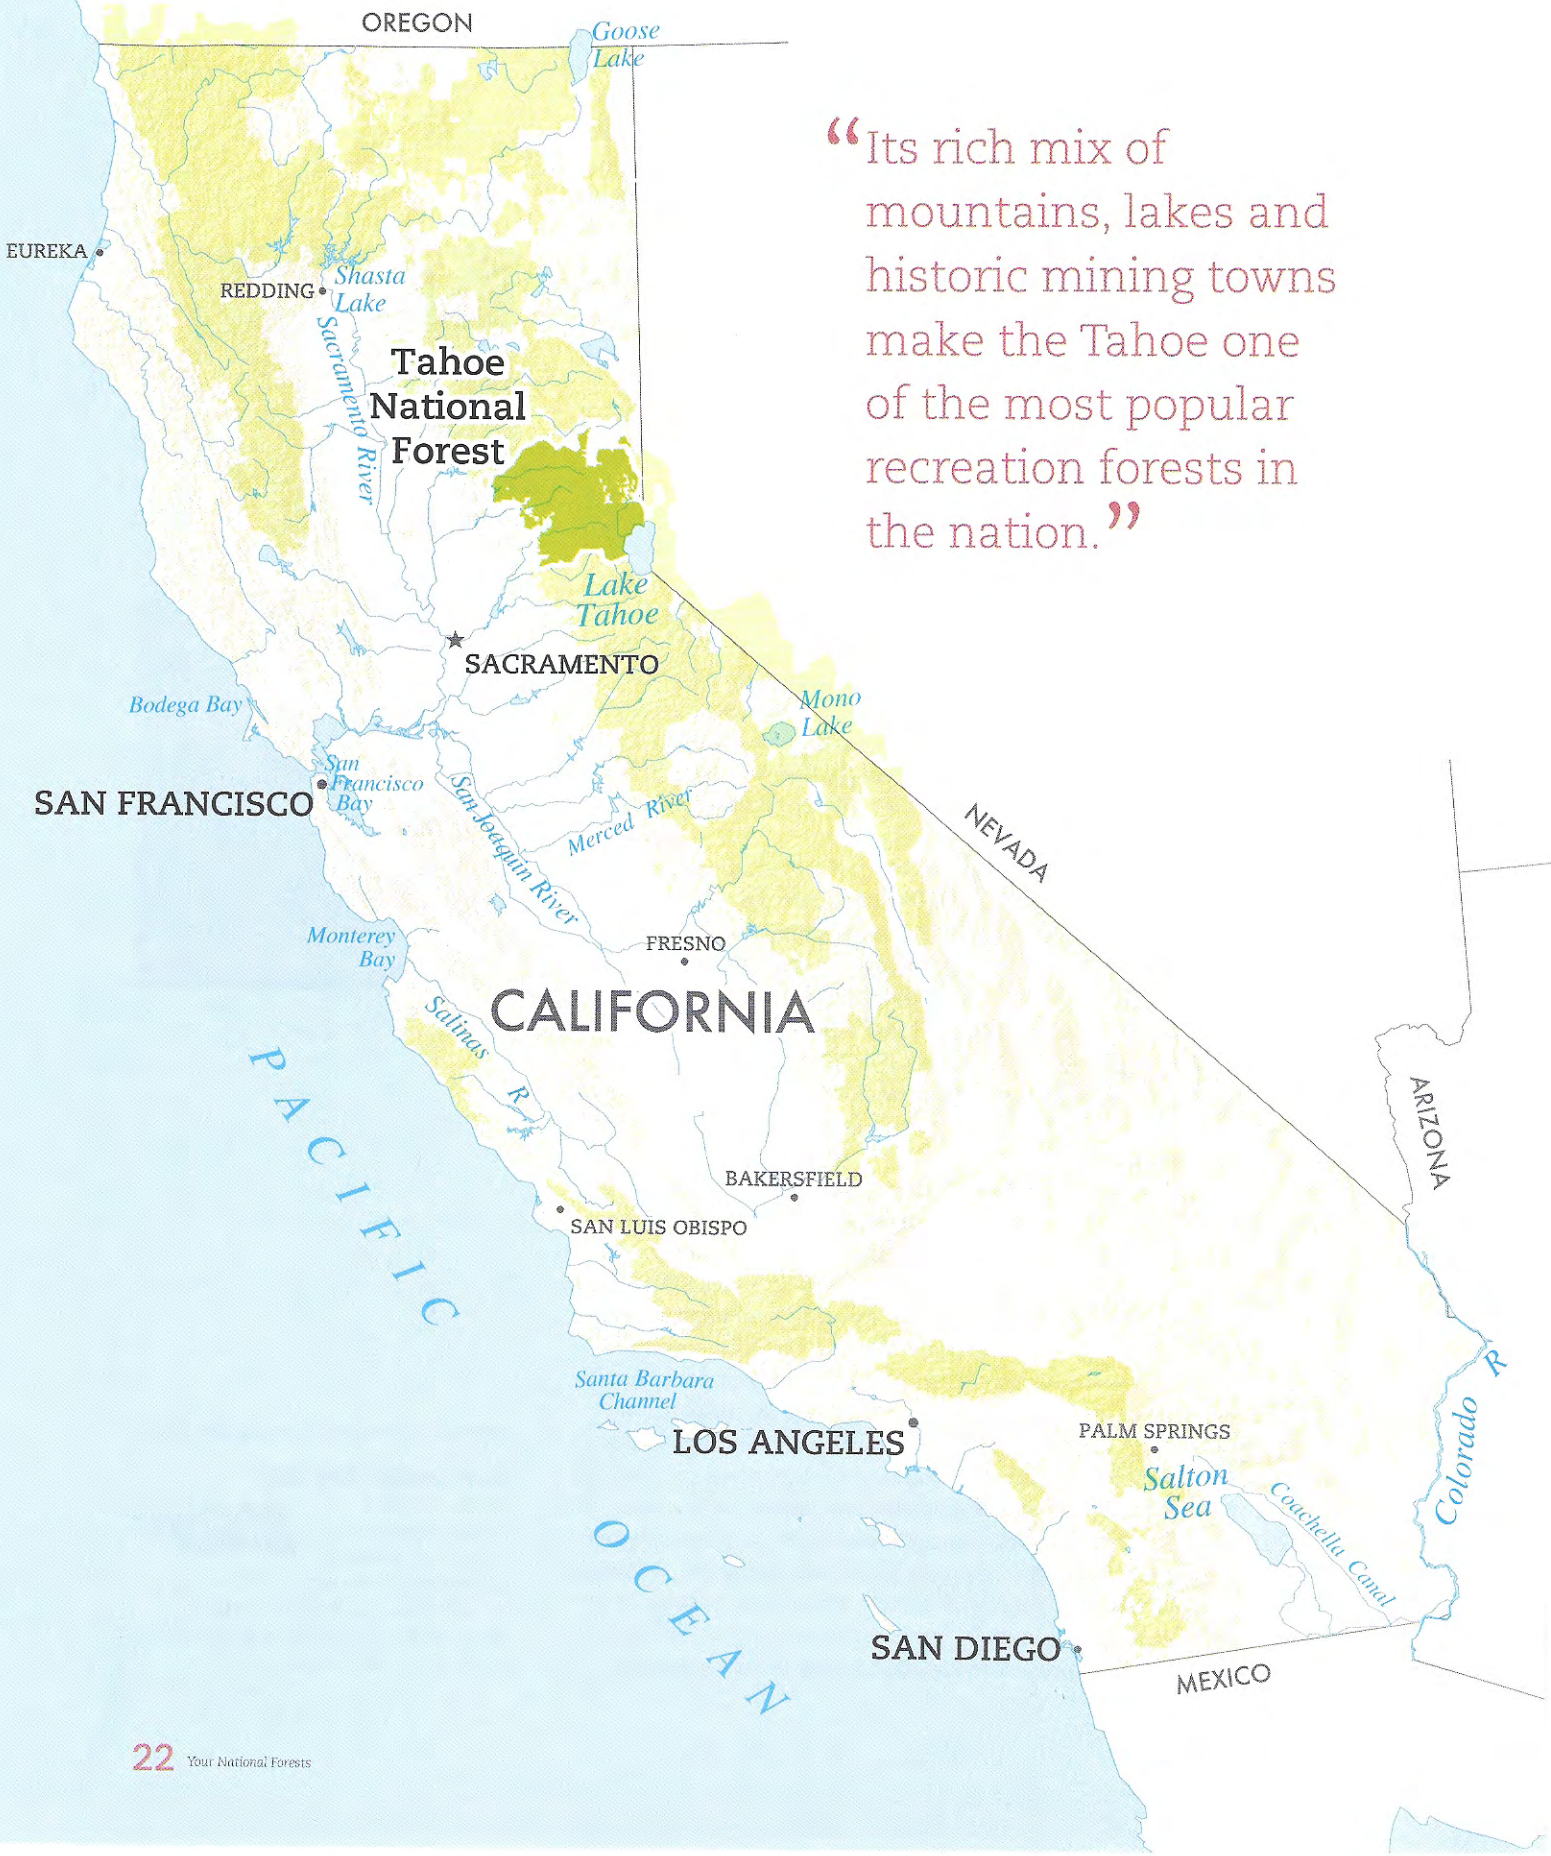 OREGON
Goose
Lake
“Its rich mix of
mountains, lakes and
historic mining towns
make the Tahoe one
of the most popular
recreation forests in
the nation.”
EUREKA
REDDING
Shasta
Lake
Sacramento River
Tahoe
National
Forest
Lake
Tahoe
SACRAMENTO
Bodega Bay
Mono
Lake
San
Francisco
Bay
SAN FRANCISCO
San Joaquin River
Merced River
NEVADA
Monterey
Bay
FRESNO
CALIFORNIA
Salinas R
PACIFIC
ARIZONA
BAKERSFIELD
SAN LUIS OBISPO
Santa Barbara
Channel
LOS ANGELES
PALM SPRINGS
Salton
Sea
Coachella Canal
Colorado R
OCEAN
SAN DIEGO
MEXICO
22 Your National Forests